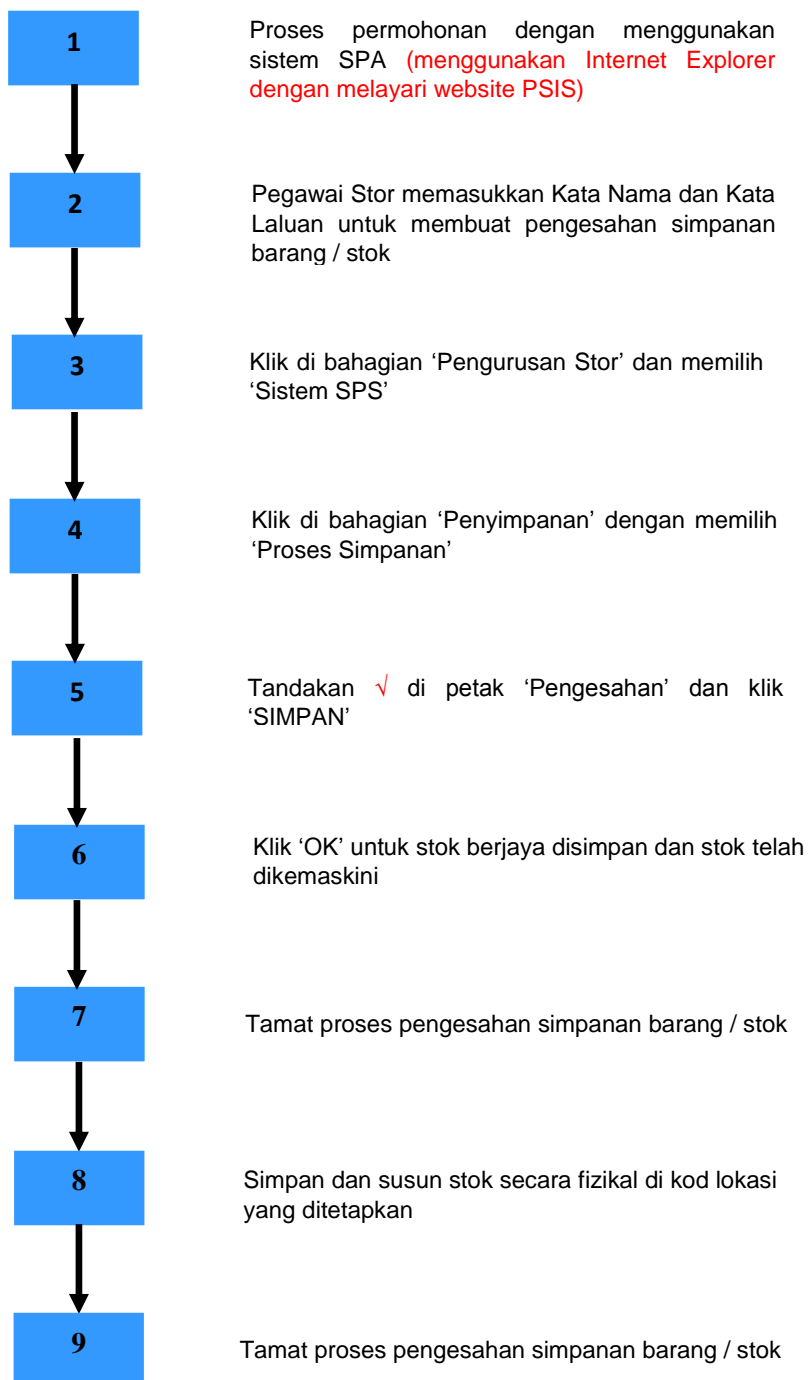 1
Proses permohonan dengan menggunakan
sistem SPA (menggunakan Internet Explorer
dengan melayari website PSIS)
2
Pegawai Stor memasukkan Kata Nama dan Kata
Laluan untuk membuat pengesahan simpanan
barang / stok
3
Klik di bahagian ‘Pengurusan Stor’ dan memilih
‘Sistem SPS’
4
Klik di bahagian ‘Penyimpanan’ dengan memilih
‘Proses Simpanan’
5
Tandakan √ di petak ‘Pengesahan’ dan klik
‘SIMPAN’
6
Klik ‘OK’ untuk stok berjaya disimpan dan stok telah
dikemaskini
7
Tamat proses pengesahan simpanan barang / stok
8
Simpan dan susun stok secara fizikal di kod lokasi
yang ditetapkan
9
Tamat proses pengesahan simpanan barang / stok